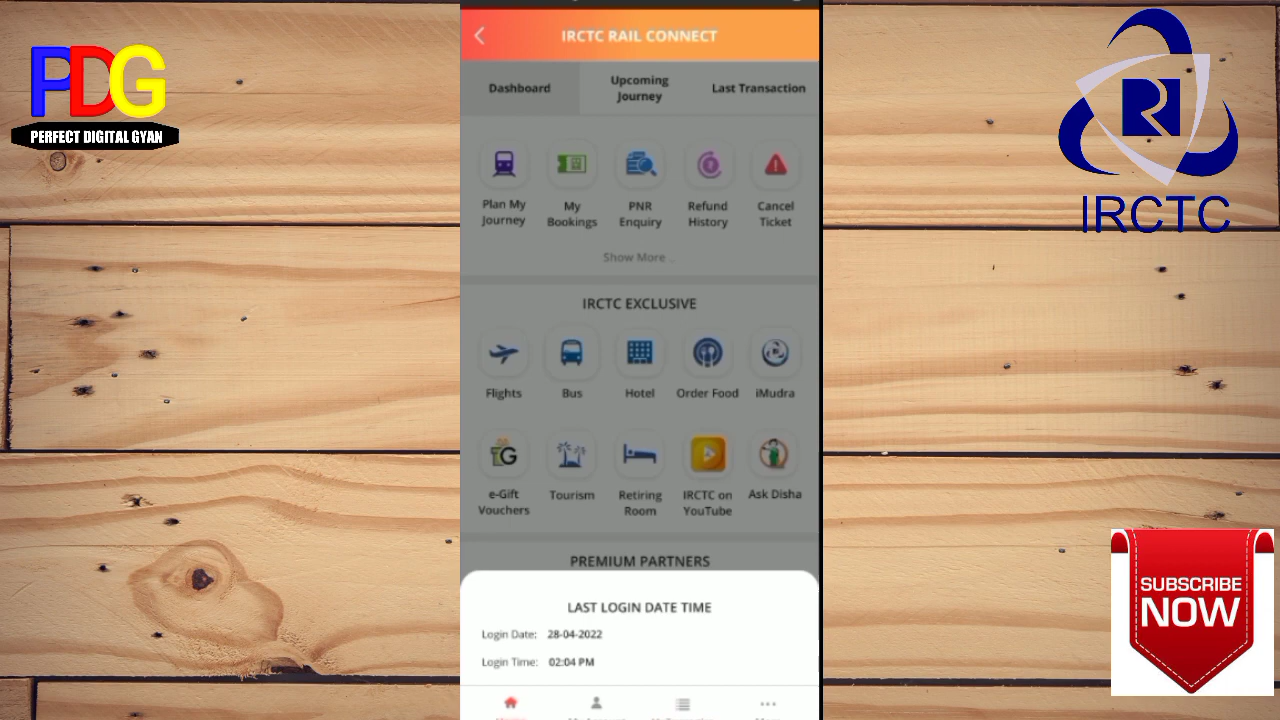 PDG
PERFECT DIGITAL GYAN
IRCTC RAIL CONNECT
Dashboard
Upcoming
Journey
Last Transaction
Plan My
Journey
My
Bookings
PNR
Enquiry
Refund
History
Cancel
Ticket
Show More
IRCTC EXCLUSIVE
Flights
Bus
Hotel
Order Food
iMudra
e-Gift
Vouchers
Tourism
Retiring
Room
IRCTC on
YouTube
Ask Disha
PREMIUM PARTNERS
LAST LOGIN DATE TIME
Login Date: 28-04-2022
Login Time: 02:04 PM
IRCTC
SUBSCRIBE
NOW